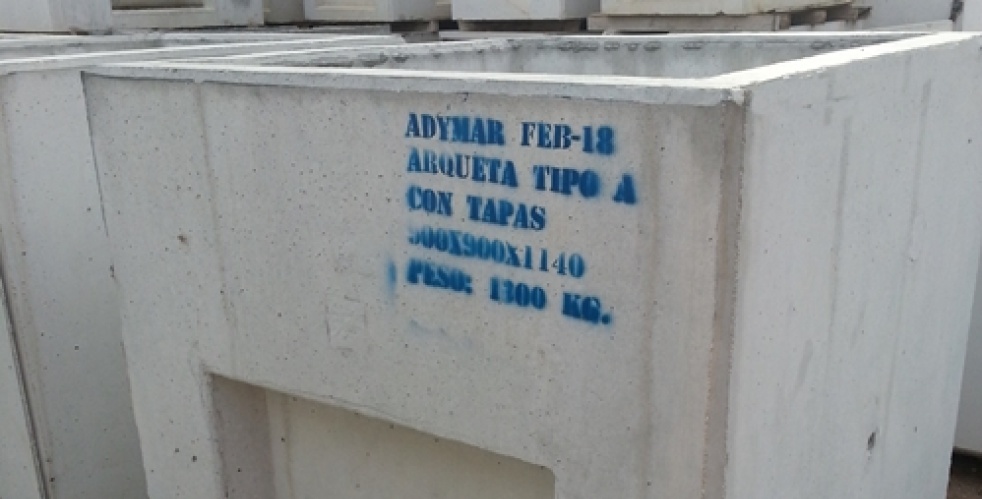 ADYMAR FEB-18
ARQUETA TIPO A
CON TAPAS
900X900X1140
PESO: 1300 KG.